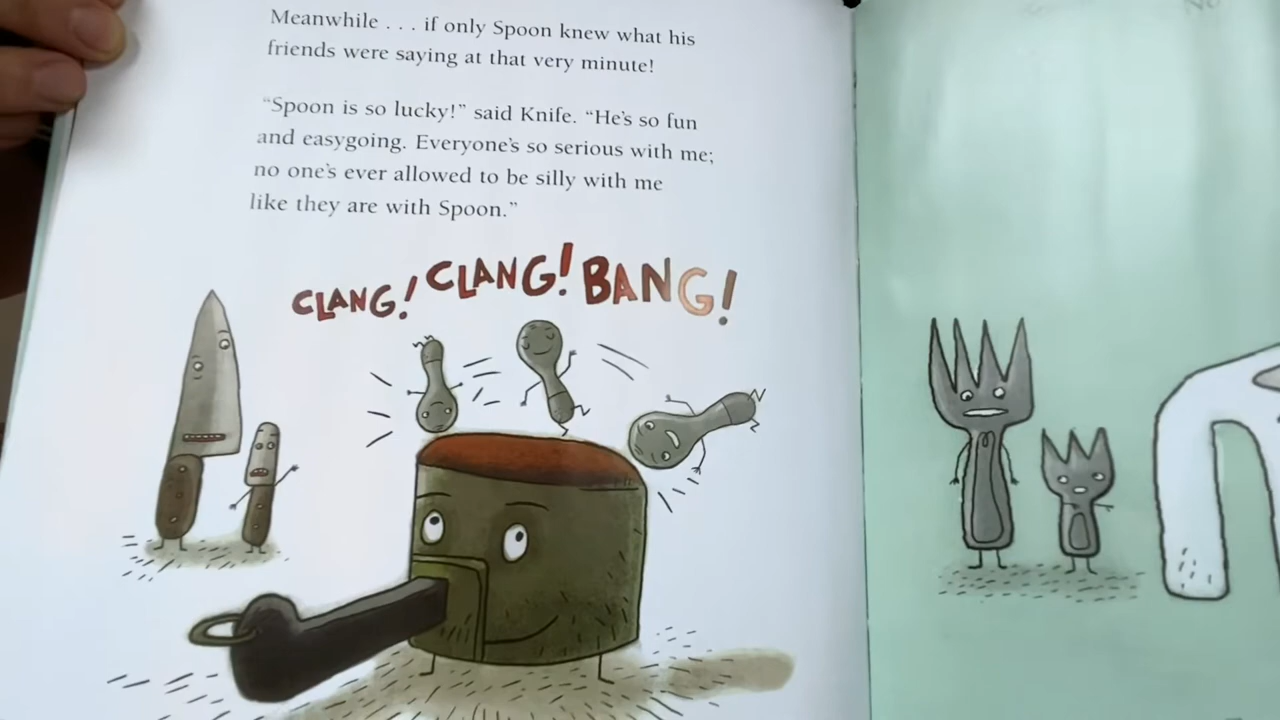 Meanwhile . . . if only Spoon knew what his
friends were saying at that very minute!
“Spoon is so lucky!” said Knife. “He’s so fun
and easygoing. Everyone’s so serious with me;
no one’s ever allowed to be silly with me
like they are with Spoon.”
CLANG! CLANG! BANG!